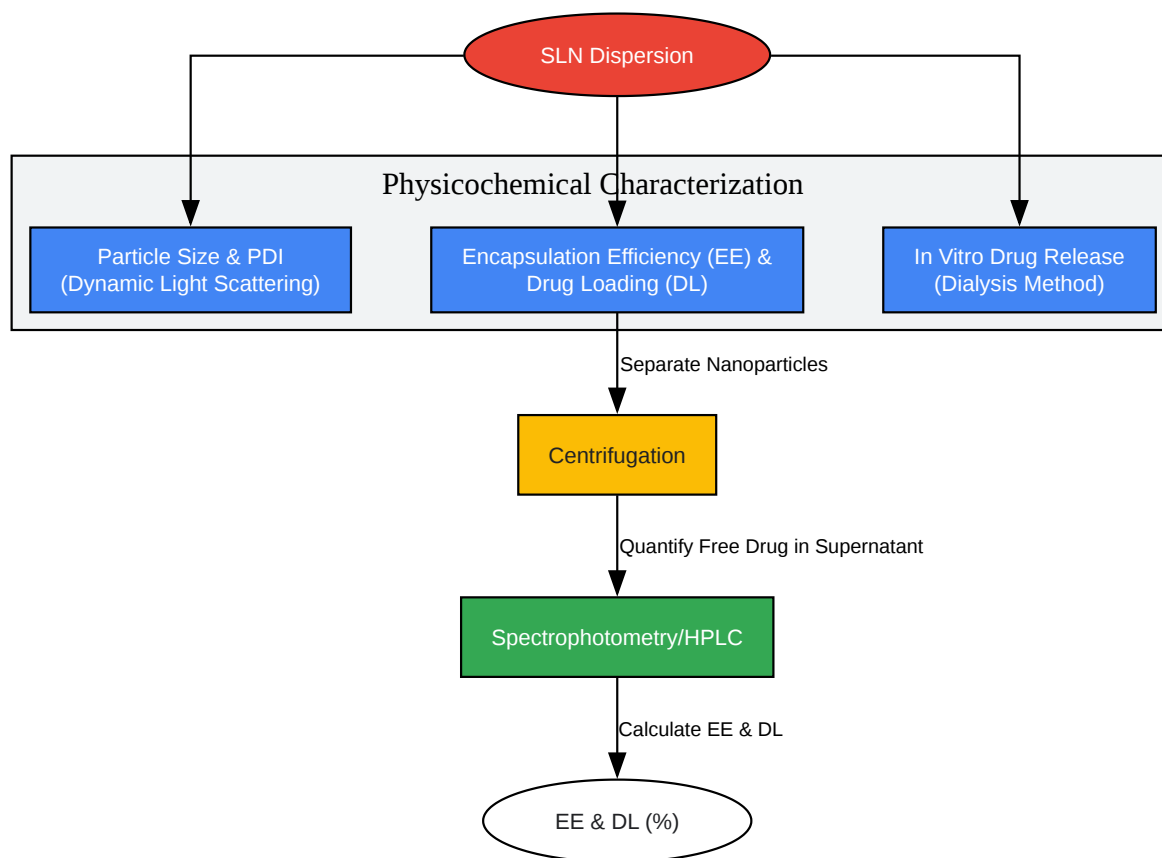 SLN Dispersion
Physicochemical Characterization
Particle Size & PDI
(Dynamic Light Scattering)
Encapsulation Efficiency (EE) &
Drug Loading (DL)
In Vitro Drug Release
(Dialysis Method)
Separate Nanoparticles
Centrifugation
Quantify Free Drug in Supernatant
Spectrophotometry/HPLC
Calculate EE & DL
EE & DL (%)